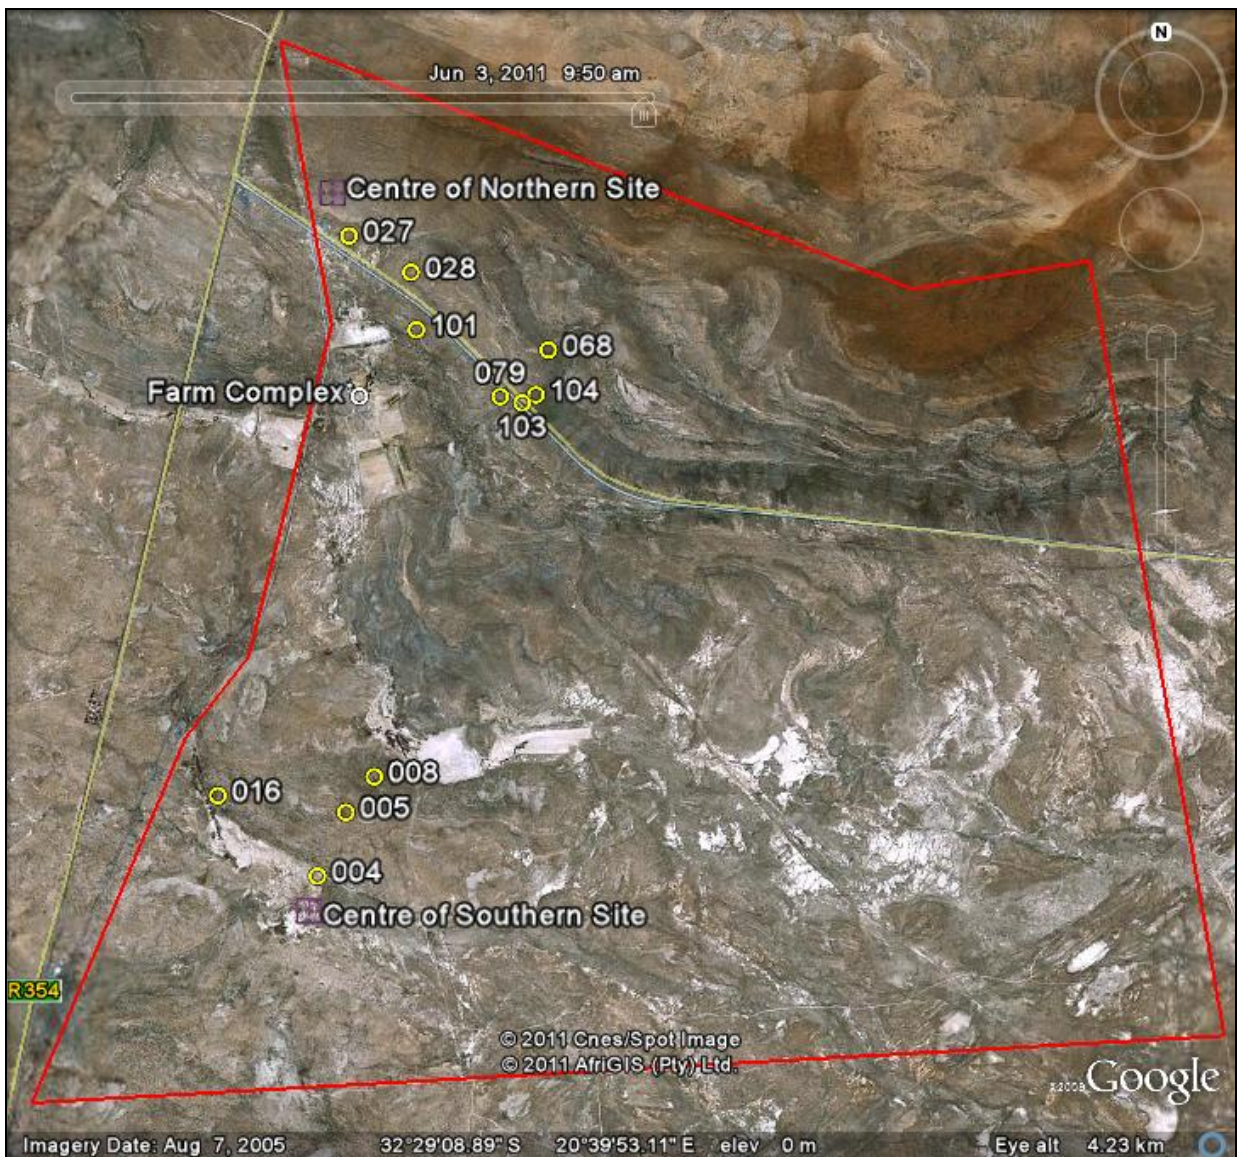 N
Jun 3, 2011 9:50 am
Centre of Northern Site
027
028
101
068
079
104
Farm Complex
103
008
016
005
004
Centre of Southern Site
R354
© 2011 Cnes/Spot Image
© 2011 AfriGIS (Pty) Ltd.
©2009 Google
Imagery Date: Aug 7, 2005 32°29'08.89" S 20°39'53.11" E elev 0 m Eye alt 4.23 km